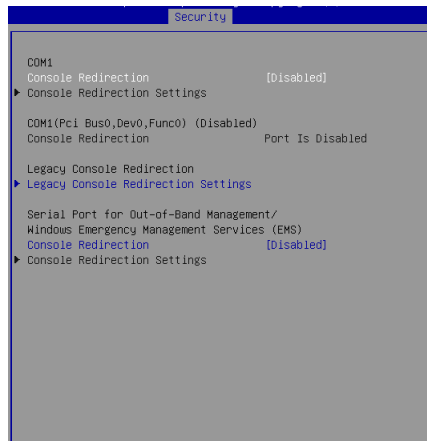 Security
COM1
Console Redirection [Disabled]
Console Redirection Settings
COM1(Pci Bus0,Dev0,Func0) (Disabled)
Console Redirection Port Is Disabled
Legacy Console Redirection
Legacy Console Redirection Settings
Serial Port for Out-of-Band Management/
Windows Emergency Management Services (EMS)
Console Redirection [Disabled]
Console Redirection Settings